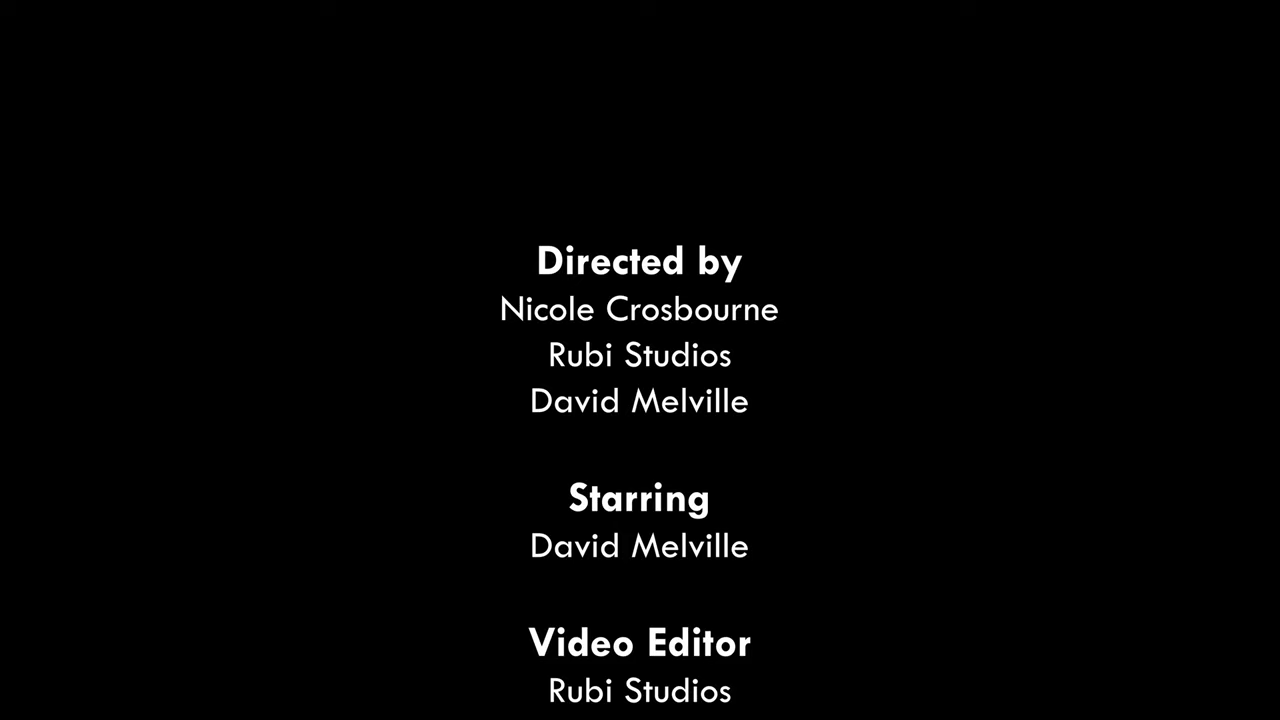 Directed by
Nicole Crosbourne
Rubi Studios
David Melville
Starring
David Melville
Video Editor
Rubi Studios